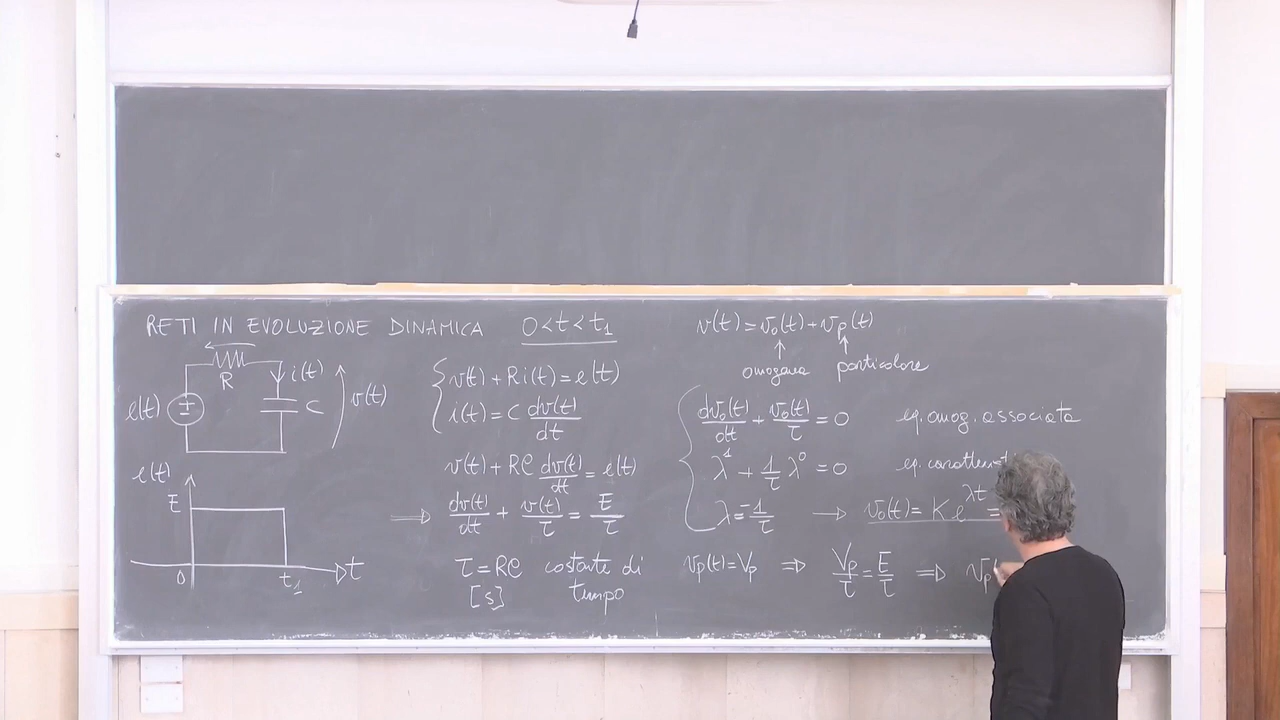 RETI IN EVOLUZIONE DINAMICA 0<t<t₁
R
i(t)
e(t)
±
C
v(t)
e(t)
E
0
t₁
t
v(t)+Ri(t)=e(t)
i(t)=C dv(t)/dt
v(t)+RC dv(t)/dt=e(t)
⇒ dv(t)/dt + v(t)/τ = E/τ
τ=RC costante di
[s] tempo
v(t)=v₀(t)+vₚ(t)
↑ ↑
omogenea particolare
dv₀(t)/dt + v₀(t)/τ = 0 eq. omog. associata
λ¹ + 1/τ λ⁰ = 0 eq.
λ=-1/τ → v₀(t)= K e^λt =
vₚ(t)=Vₚ ⇒ Vₚ/τ = E/τ ⇒ vₚ